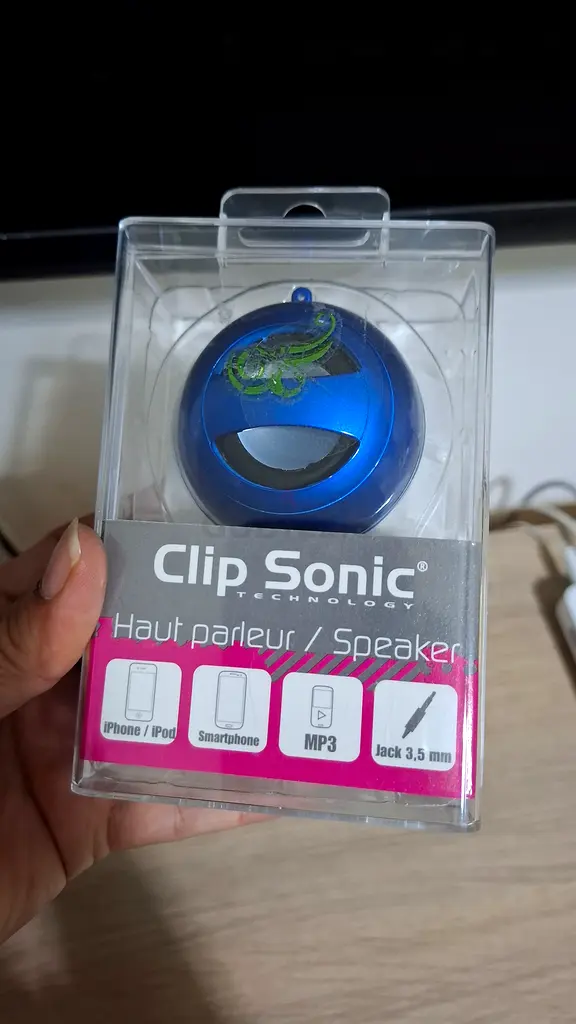 Clip Sonic®
TECHNOLOGY
Haut parleur / Speaker
iPhone / iPod
Smartphone
MP3
Jack 3,5 mm